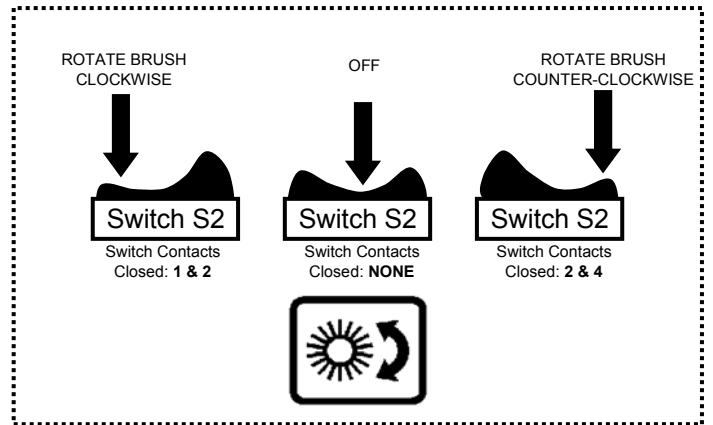 ROTATE BRUSH
CLOCKWISE
OFF
ROTATE BRUSH
COUNTER-CLOCKWISE
Switch S2
Switch Contacts
Closed: 1 & 2
Switch S2
Switch Contacts
Closed: NONE
Switch S2
Switch Contacts
Closed: 2 & 4